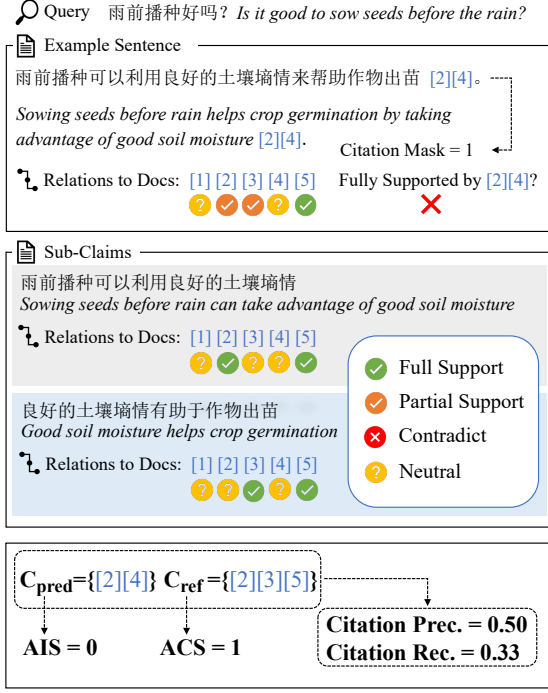 Query 雨前播种好吗？Is it good to sow seeds before the rain?
Example Sentence
雨前播种可以利用良好的土壤墒情来帮助作物出苗 [2][4]。
Sowing seeds before rain helps crop germination by taking
advantage of good soil moisture [2][4].
Citation Mask = 1
Relations to Docs: [1] [2] [3] [4] [5]
Fully Supported by [2][4]?
Sub-Claims
雨前播种可以利用良好的土壤墒情
Sowing seeds before rain can take advantage of good soil moisture
Relations to Docs: [1] [2] [3] [4] [5]
良好的土壤墒情有助于作物出苗
Good soil moisture helps crop germination
Relations to Docs: [1] [2] [3] [4] [5]
Full Support
Partial Support
Contradict
Neutral
Cpred={[2][4]} Cref={[2][3][5]}
AIS = 0
ACS = 1
Citation Prec. = 0.50
Citation Rec. = 0.33